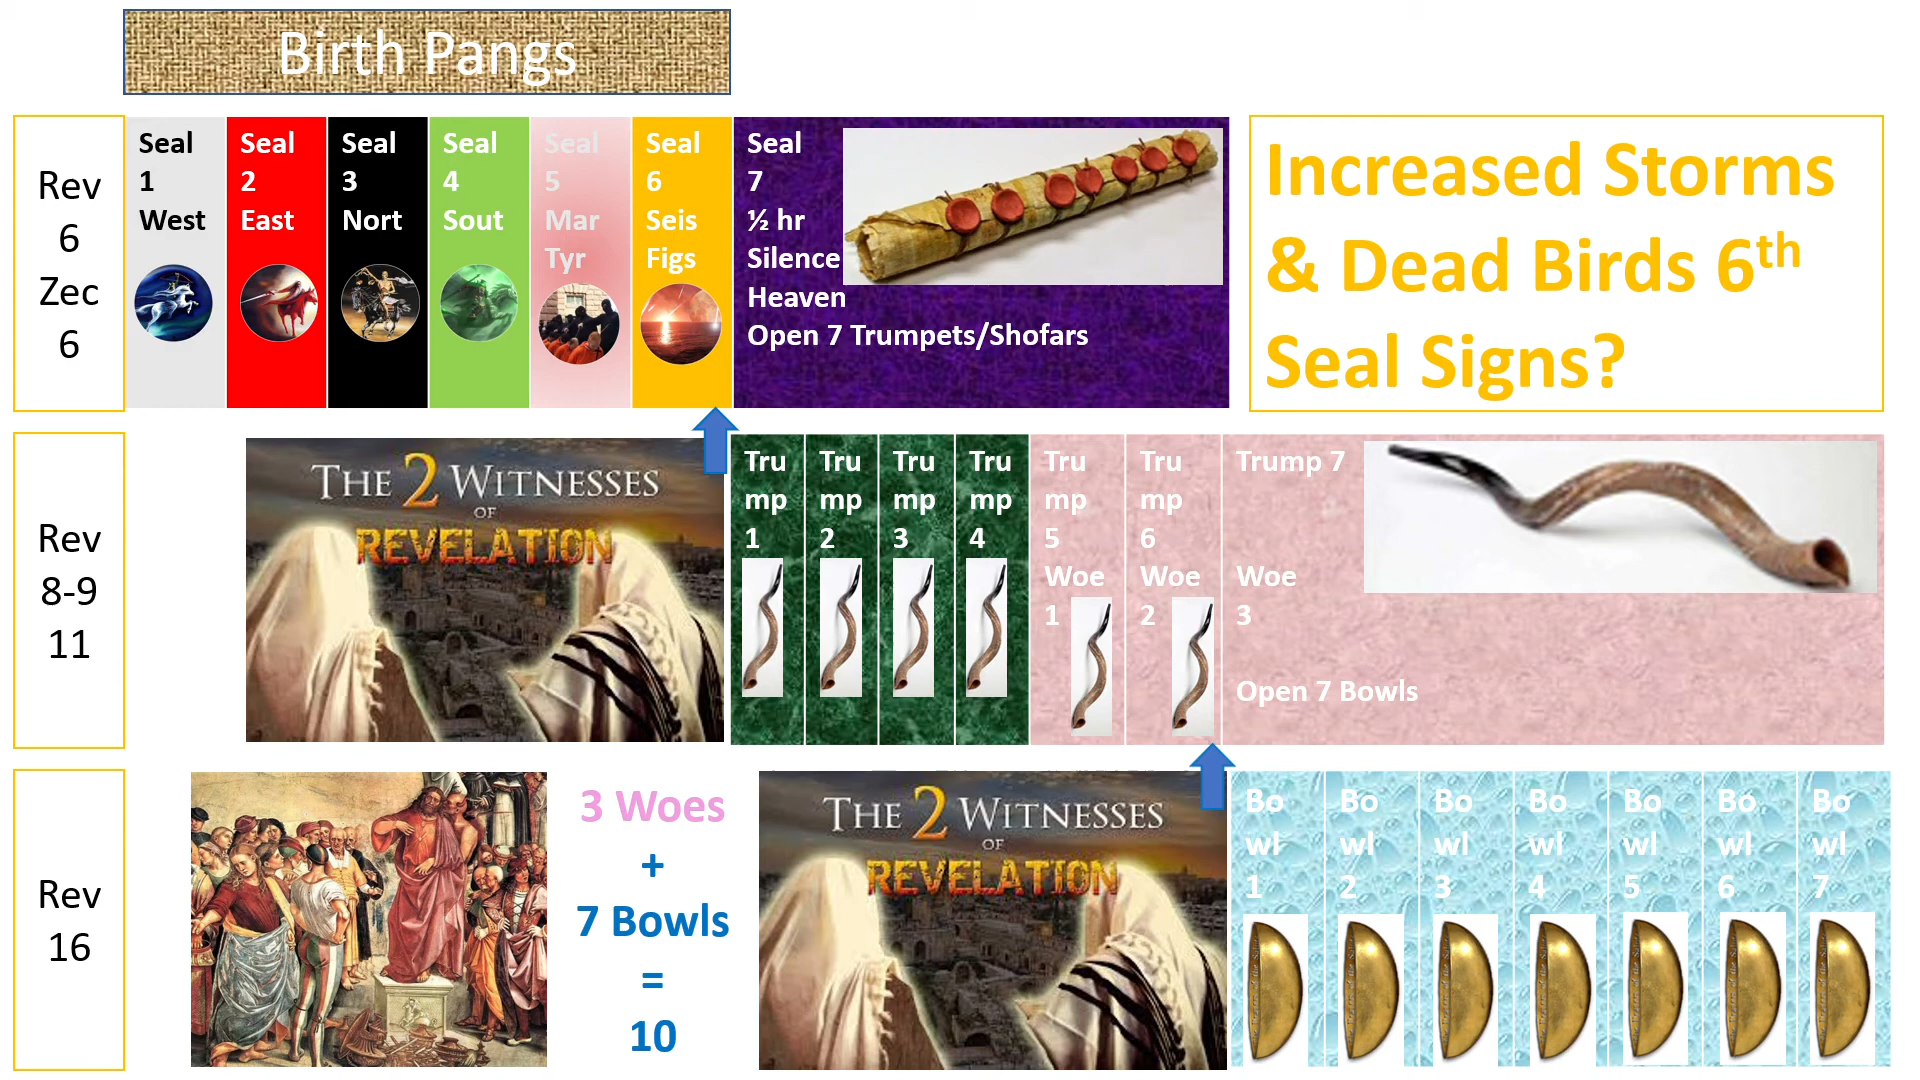 Birth Pangs
Rev
6
Zec
6
Seal
1
West
Seal
2
East
Seal
3
Nort
Seal
4
Sout
Seal
5
Mar
Tyr
Seal
6
Seis
Figs
Seal
7
½ hr
Silence
Heaven
Open 7 Trumpets/Shofars
Increased Storms
& Dead Birds 6th
Seal Signs?
Rev
8-9
11
THE 2 WITNESSES
OF
REVELATION
Tru
mp
1
Tru
mp
2
Tru
mp
3
Tru
mp
4
Tru
mp
5
Woe
1
Tru
mp
6
Woe
2
Trump 7
Woe
3
Open 7 Bowls
Rev
16
3 Woes
+
7 Bowls
=
10
THE 2 WITNESSES
OF
REVELATION
Bo
wl
1
Bo
wl
2
Bo
wl
3
Bo
wl
4
Bo
wl
5
Bo
wl
6
Bo
wl
7